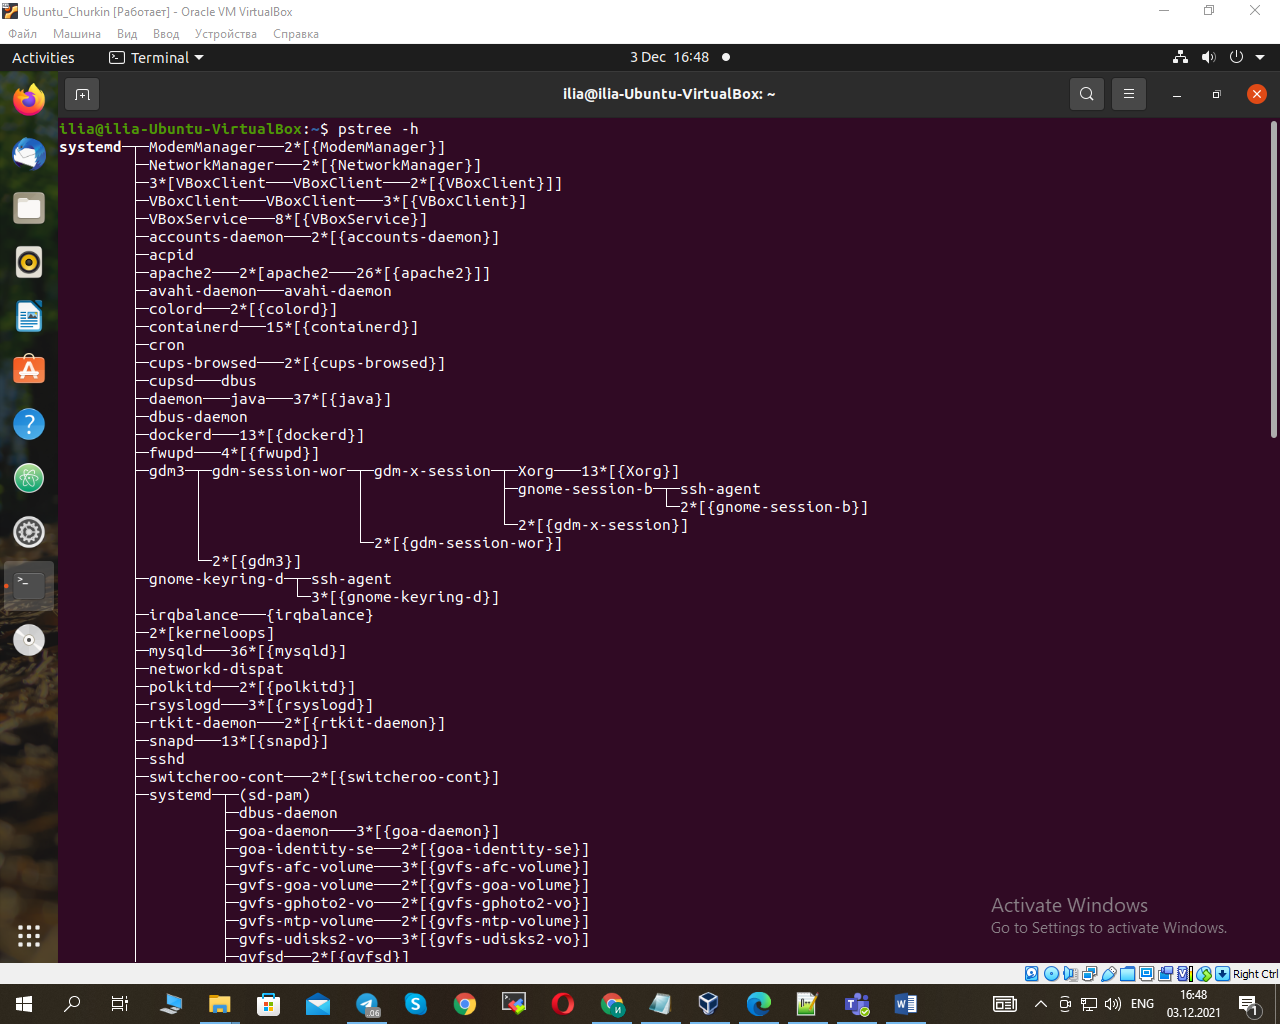 Ubuntu_Churkin [Работает] - Oracle VM VirtualBox
Файл Машина Вид Ввод Устройства Справка
Activities Terminal 3 Dec 16:48
ilia@ilia-Ubuntu-VirtualBox: ~
ilia@ilia-Ubuntu-VirtualBox:~$ pstree -h
systemd─┬─ModemManager───2*[{ModemManager}]
├─NetworkManager───2*[{NetworkManager}]
├─3*[VBoxClient───VBoxClient───2*[{VBoxClient}]]
├─VBoxClient───VBoxClient───3*[{VBoxClient}]
├─VBoxService───8*[{VBoxService}]
├─accounts-daemon───2*[{accounts-daemon}]
├─acpid
├─apache2───2*[apache2───26*[{apache2}]]
├─avahi-daemon───avahi-daemon
├─colord───2*[{colord}]
├─containerd───15*[{containerd}]
├─cron
├─cups-browsed───2*[{cups-browsed}]
├─cupsd───dbus
├─daemon───java───37*[{java}]
├─dbus-daemon
├─dockerd───13*[{dockerd}]
├─fwupd───4*[{fwupd}]
├─gdm3─┬─gdm-session-wor─┬─gdm-x-session─┬─Xorg───13*[{Xorg}]
│ │ │ ├─gnome-session-b─┬─ssh-agent
│ │ │ │ └─2*[{gnome-session-b}]
│ │ │ └─2*[{gdm-x-session}]
│ │ └─2*[{gdm-session-wor}]
│ └─2*[{gdm3}]
├─gnome-keyring-d─┬─ssh-agent
│ └─3*[{gnome-keyring-d}]
├─irqbalance───{irqbalance}
├─2*[kerneloops]
├─mysqld───36*[{mysqld}]
├─networkd-dispat
├─polkitd───2*[{polkitd}]
├─rsyslogd───3*[{rsyslogd}]
├─rtkit-daemon───2*[{rtkit-daemon}]
├─snapd───13*[{snapd}]
├─sshd
├─switcheroo-cont───2*[{switcheroo-cont}]
├─systemd─┬─(sd-pam)
│ ├─dbus-daemon
│ ├─goa-daemon───3*[{goa-daemon}]
│ ├─goa-identity-se───2*[{goa-identity-se}]
│ ├─gvfs-afc-volume───3*[{gvfs-afc-volume}]
│ ├─gvfs-goa-volume───2*[{gvfs-goa-volume}]
│ ├─gvfs-gphoto2-vo───2*[{gvfs-gphoto2-vo}]
│ ├─gvfs-mtp-volume───2*[{gvfs-mtp-volume}]
│ ├─gvfs-udisks2-vo───3*[{gvfs-udisks2-vo}]
│ ├─gvfsd───2*[{gvfsd}]
Activate Windows
Go to Settings to activate Windows.
Right Ctrl
.06
ENG
16:48
03.12.2021
1